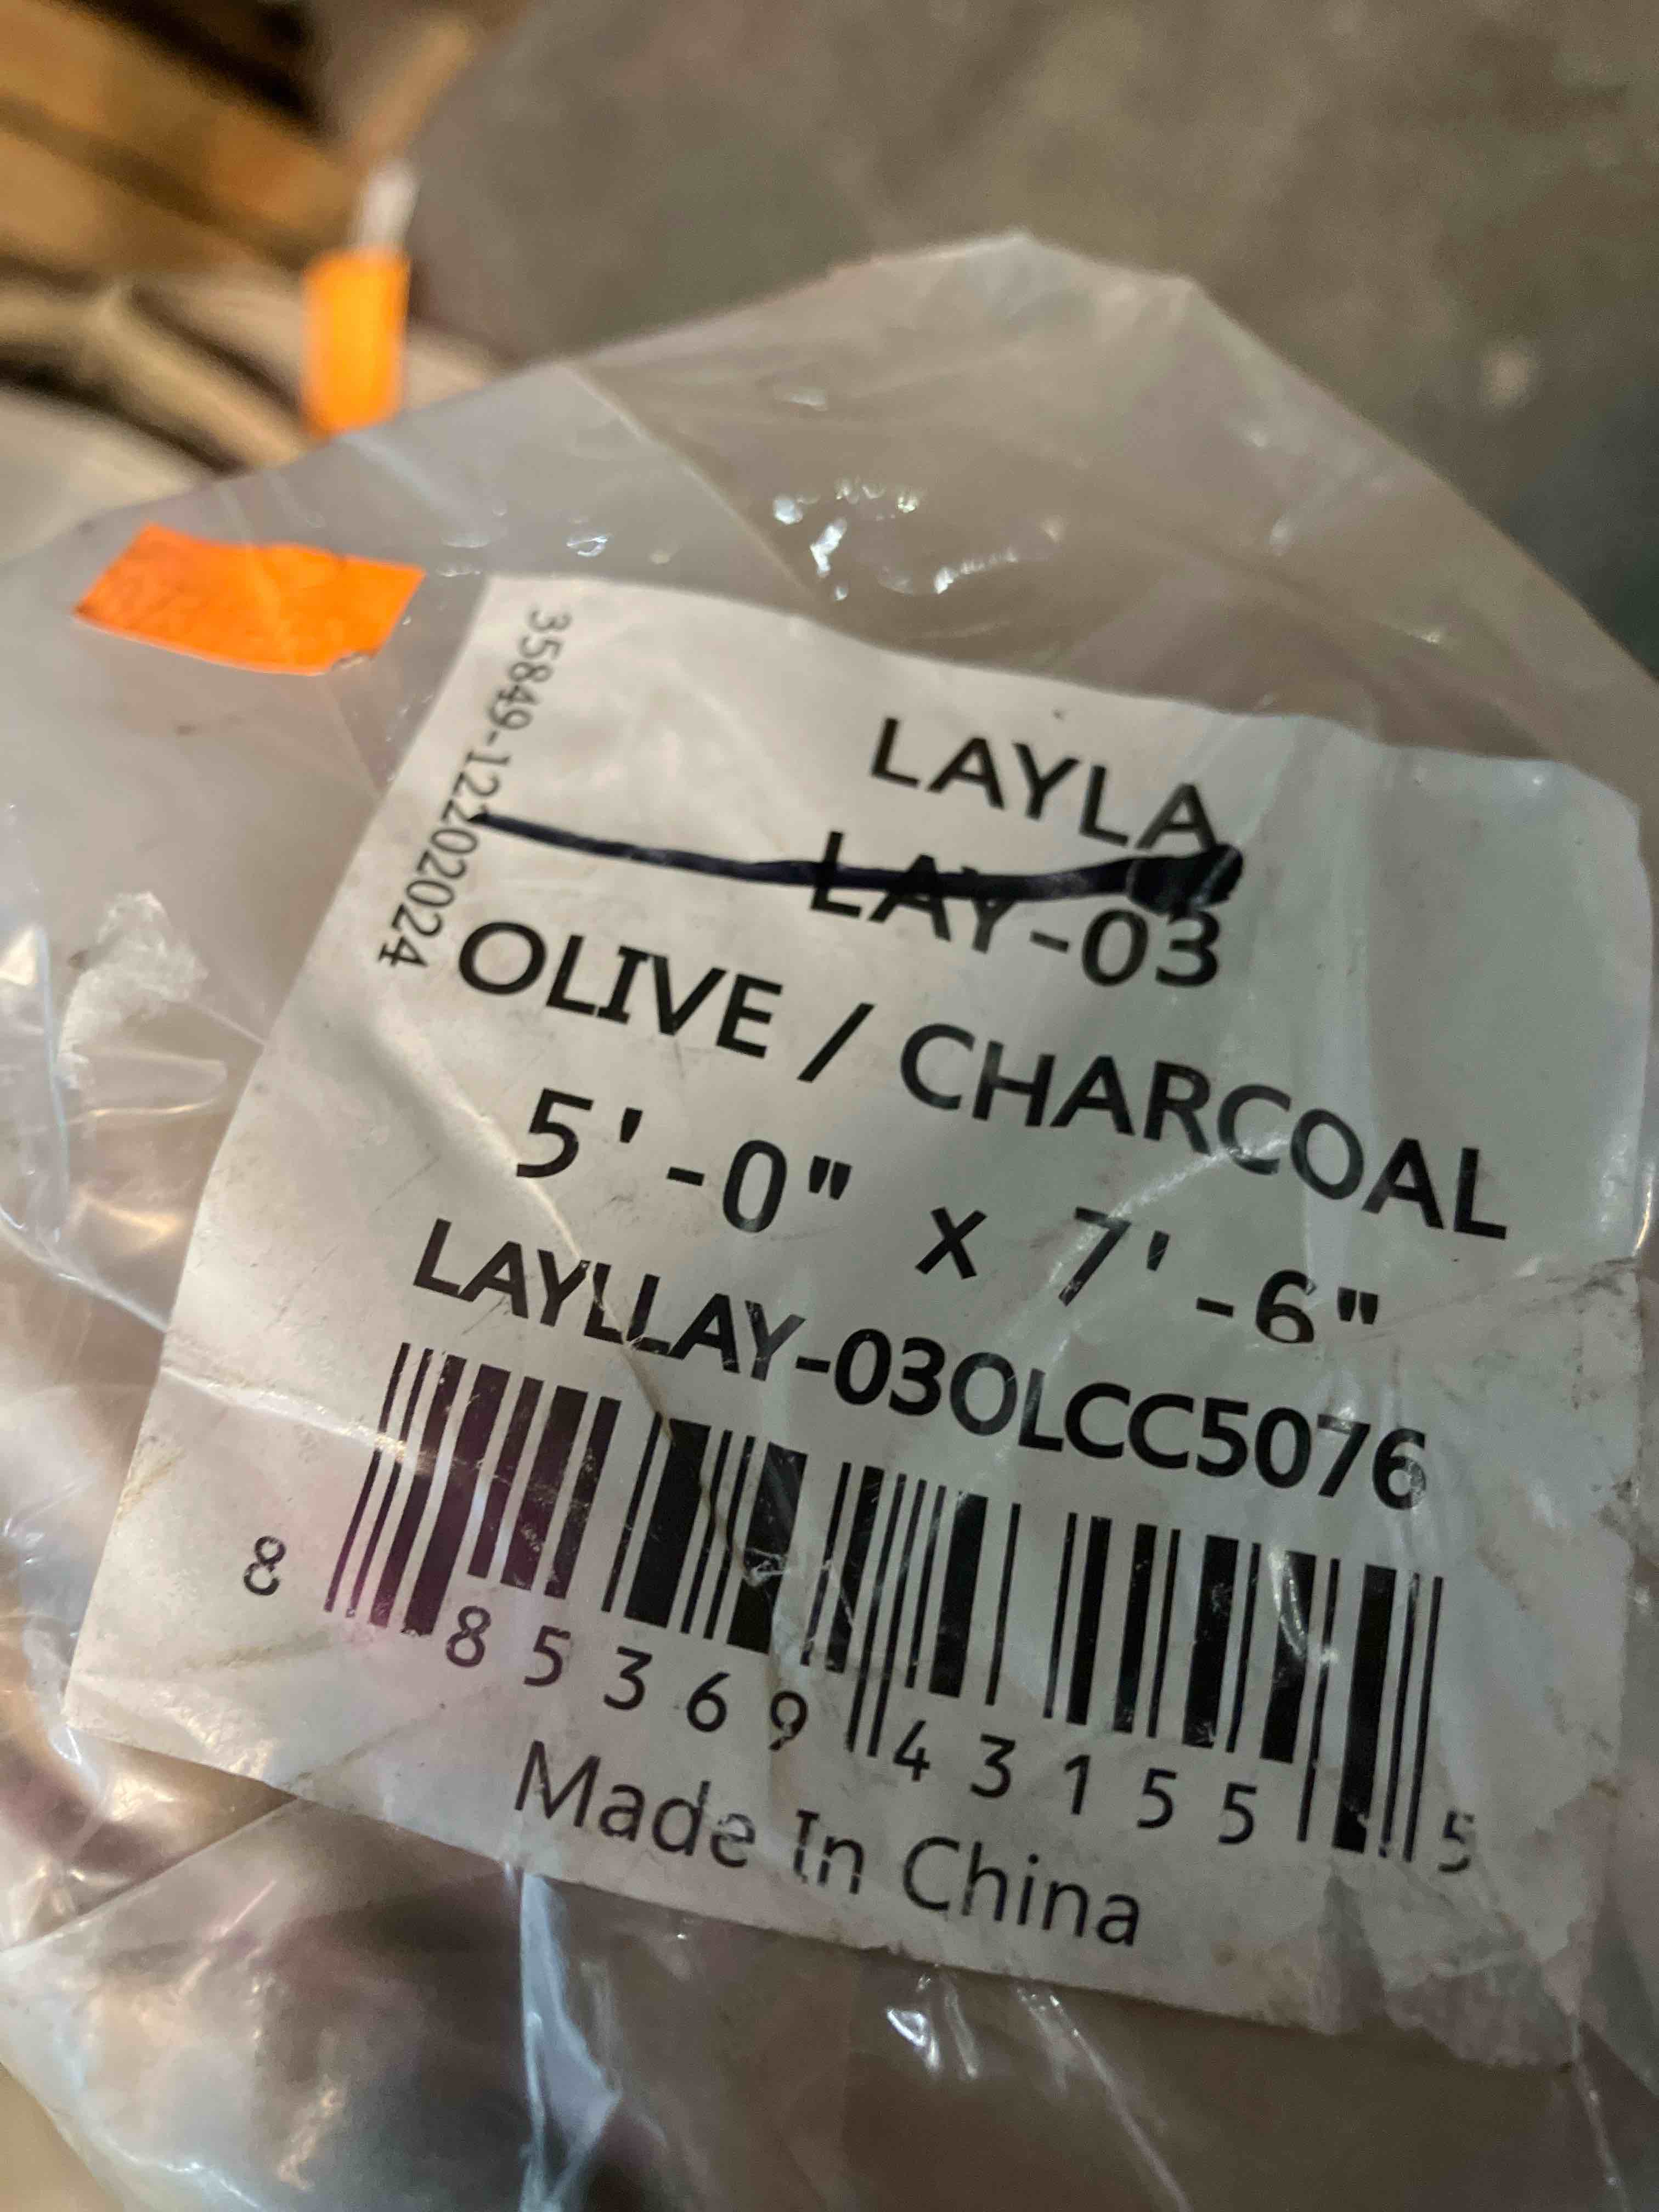 35849-12202024
LAYLA
LAY-03
OLIVE / CHARCOAL
5'-0" x 7'-6"
LAYLLAY-03OLCC5076
8 85369 43155 5
Made In China